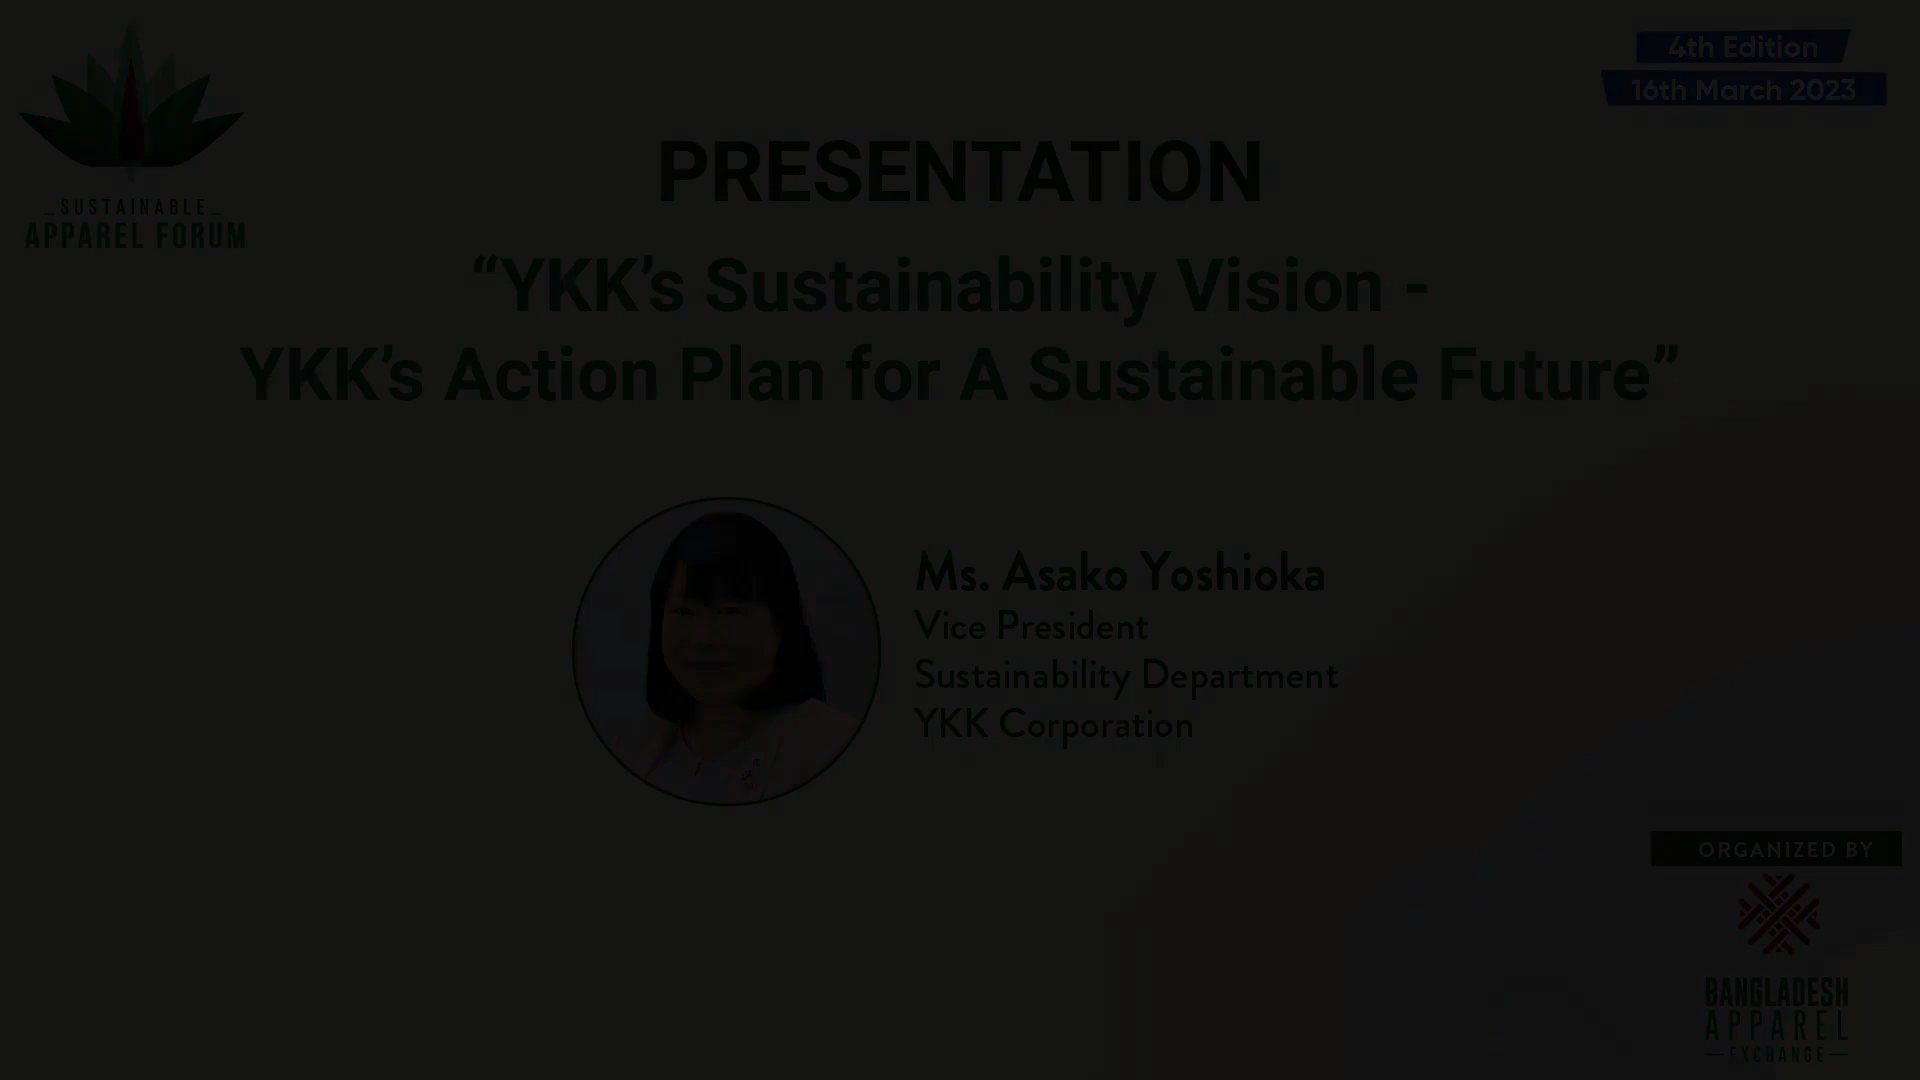 4th Edition
16th March 2023
_SUSTAINABLE_
APPAREL FORUM
PRESENTATION
“YKK’s Sustainability Vision -
YKK’s Action Plan for A Sustainable Future”
Ms. Asako Yoshioka
Vice President
Sustainability Department
YKK Corporation
ORGANIZED BY
BANGLADESH
APPAREL
—EXCHANGE—